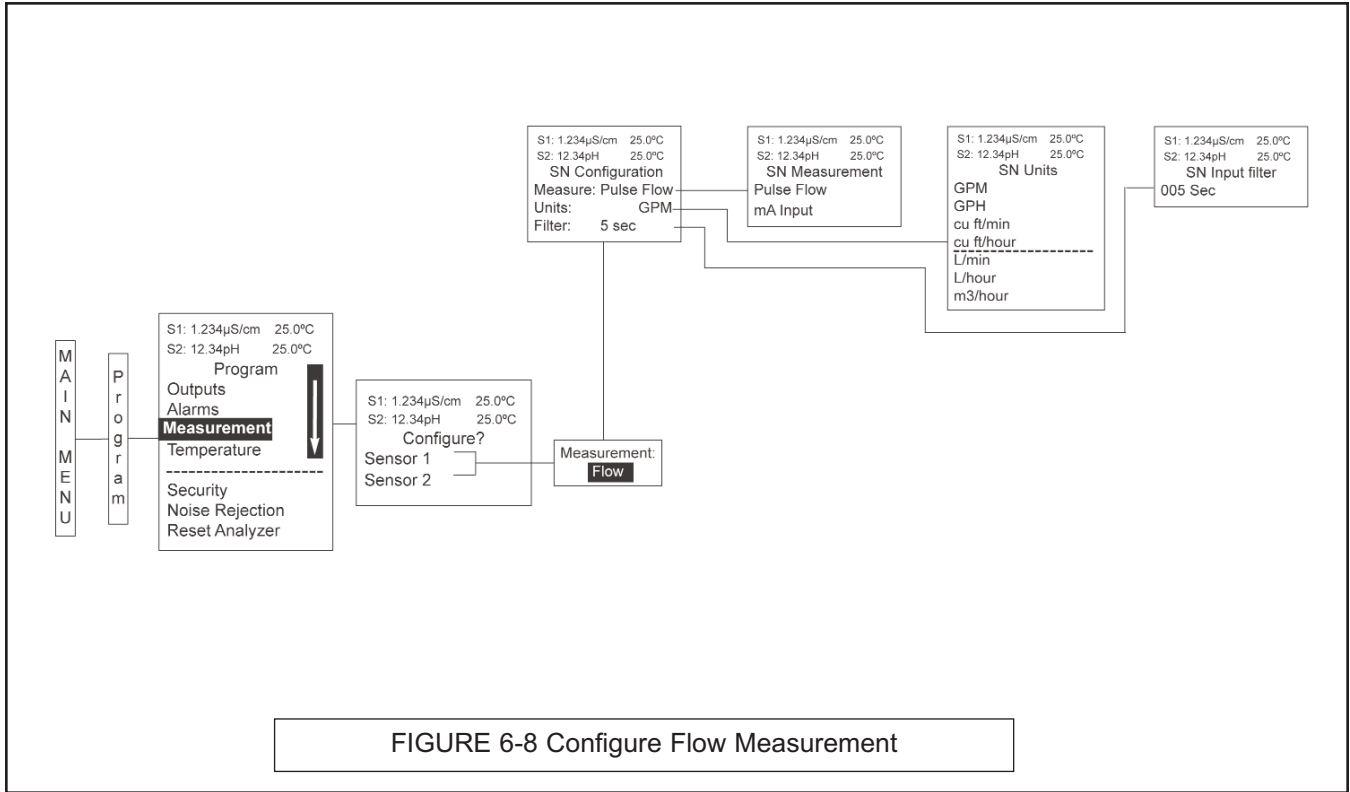 MAIN MENU
Program
S1: 1.234µS/cm 25.0ºC
S2: 12.34pH 25.0ºC
Program
Outputs
Alarms
Measurement
Temperature
Security
Noise Rejection
Reset Analyzer
S1: 1.234µS/cm 25.0ºC
S2: 12.34pH 25.0ºC
Configure?
Sensor 1
Sensor 2
Measurement:
Flow
S1: 1.234µS/cm 25.0ºC
S2: 12.34pH 25.0ºC
SN Configuration
Measure: Pulse Flow
Units: GPM
Filter: 5 sec
S1: 1.234µS/cm 25.0ºC
S2: 12.34pH 25.0ºC
SN Measurement
Pulse Flow
mA Input
S1: 1.234µS/cm 25.0ºC
S2: 12.34pH 25.0ºC
SN Units
GPM
GPH
cu ft/min
cu ft/hour
L/min
L/hour
m3/hour
S1: 1.234µS/cm 25.0ºC
S2: 12.34pH 25.0ºC
SN Input filter
005 Sec
FIGURE 6-8 Configure Flow Measurement